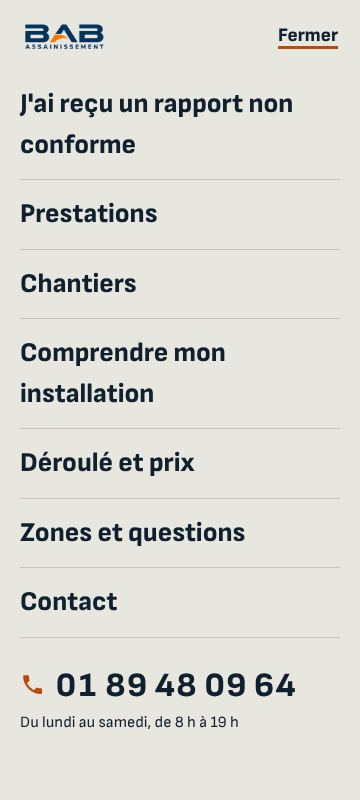 BAB
ASSAINISSEMENT
Fermer
J'ai reçu un rapport non
conforme
Prestations
Chantiers
Comprendre mon
installation
Déroulé et prix
Zones et questions
Contact
01 89 48 09 64
Du lundi au samedi, de 8 h à 19 h